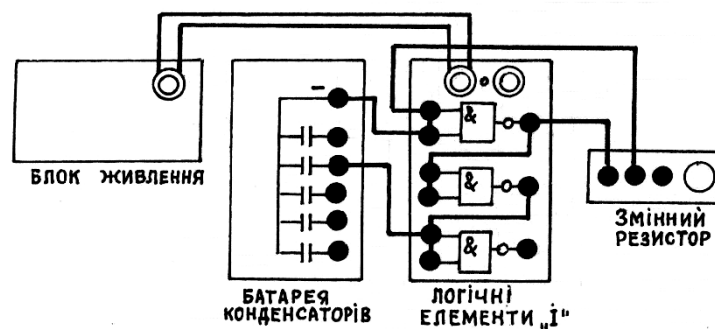 БЛОК ЖИВЛЕННЯ
БАТАРЕЯ
КОНДЕНСАТОРІВ
&
&
&
ЛОГІЧНІ
ЕЛЕМЕНТИ „І"
ЗМІННИЙ
РЕЗИСТОР